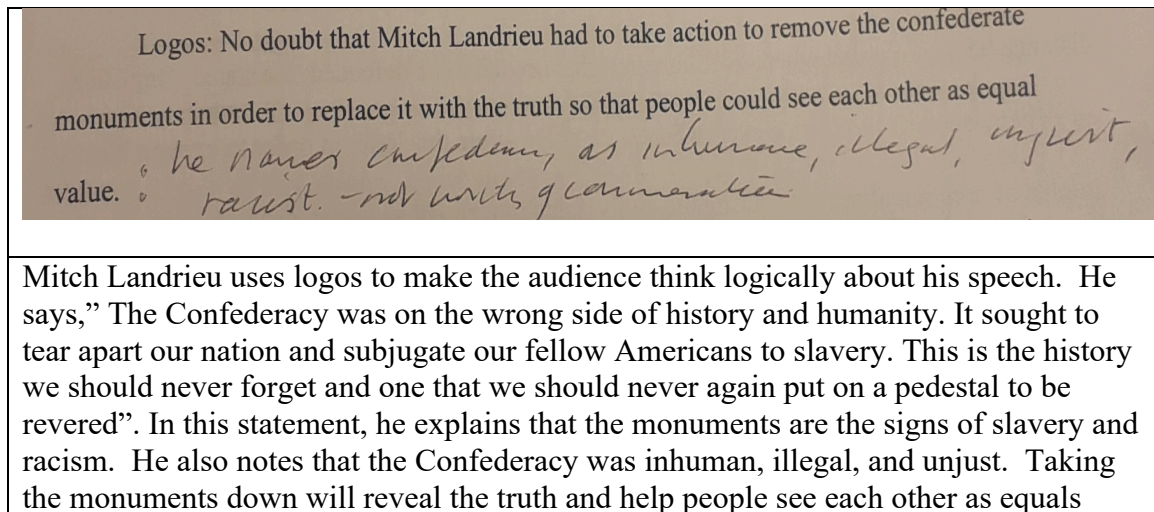 Logos: No doubt that Mitch Landrieu had to take action to remove the confederate
monuments in order to replace it with the truth so that people could see each other as equal
he names confederacy as inhumane, illegal, unjust,
value.
racist. - not worthy of commemoration
Mitch Landrieu uses logos to make the audience think logically about his speech.  He
says,” The Confederacy was on the wrong side of history and humanity. It sought to
tear apart our nation and subjugate our fellow Americans to slavery. This is the history
we should never forget and one that we should never again put on a pedestal to be
revered”. In this statement, he explains that the monuments are the signs of slavery and
racism.  He also notes that the Confederacy was inhuman, illegal, and unjust.  Taking
the monuments down will reveal the truth and help people see each other as equals